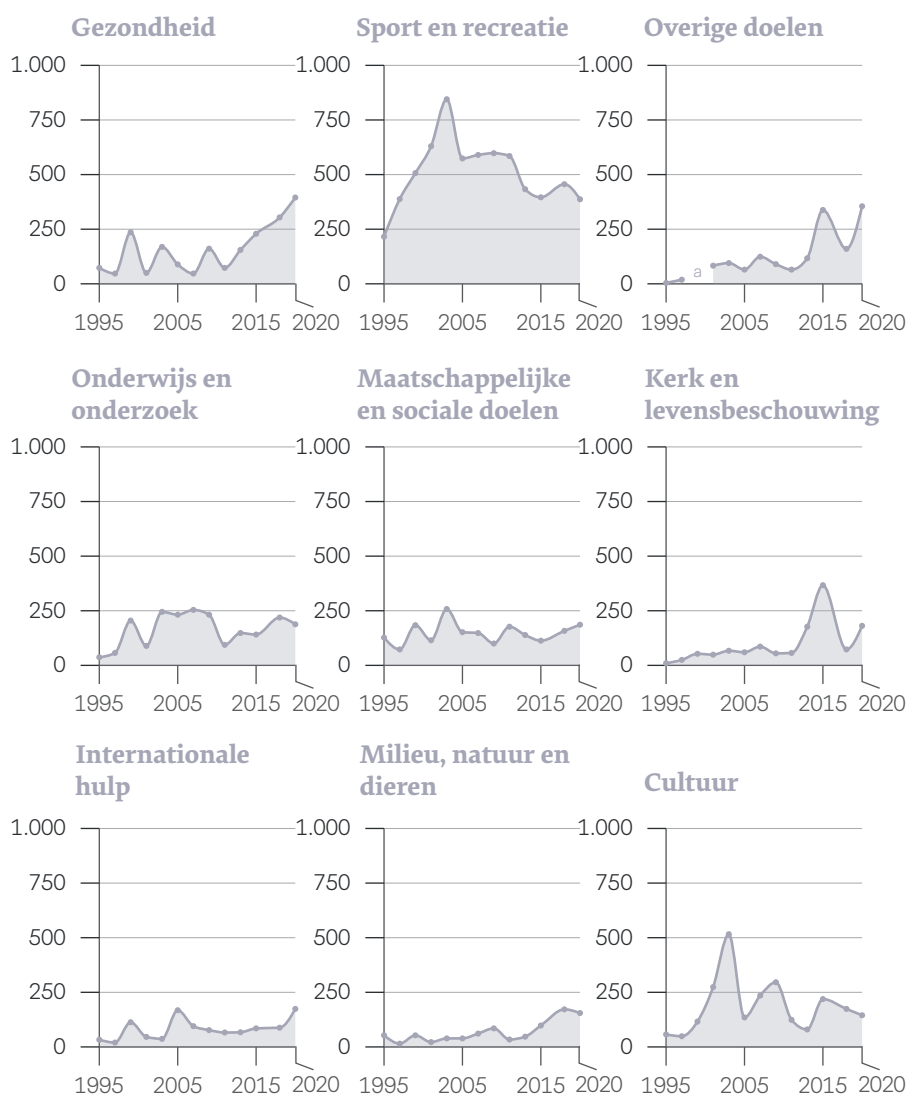 Gezondheid
Sport en recreatie
Overige doelen
1.000
750
500
250
0
1995 2005 2015 2020
1.000
750
500
250
0
1995 2005 2015 2020
1.000
750
500
250
0
a
1995 2005 2015 2020
Onderwijs en
onderzoek
Maatschappelijke
en sociale doelen
Kerk en
levensbeschouwing
1.000
750
500
250
0
1995 2005 2015 2020
1.000
750
500
250
0
1995 2005 2015 2020
1.000
750
500
250
0
1995 2005 2015 2020
Internationale
hulp
Milieu, natuur en
dieren
Cultuur
1.000
750
500
250
0
1995 2005 2015 2020
1.000
750
500
250
0
1995 2005 2015 2020
1.000
750
500
250
0
1995 2005 2015 2020